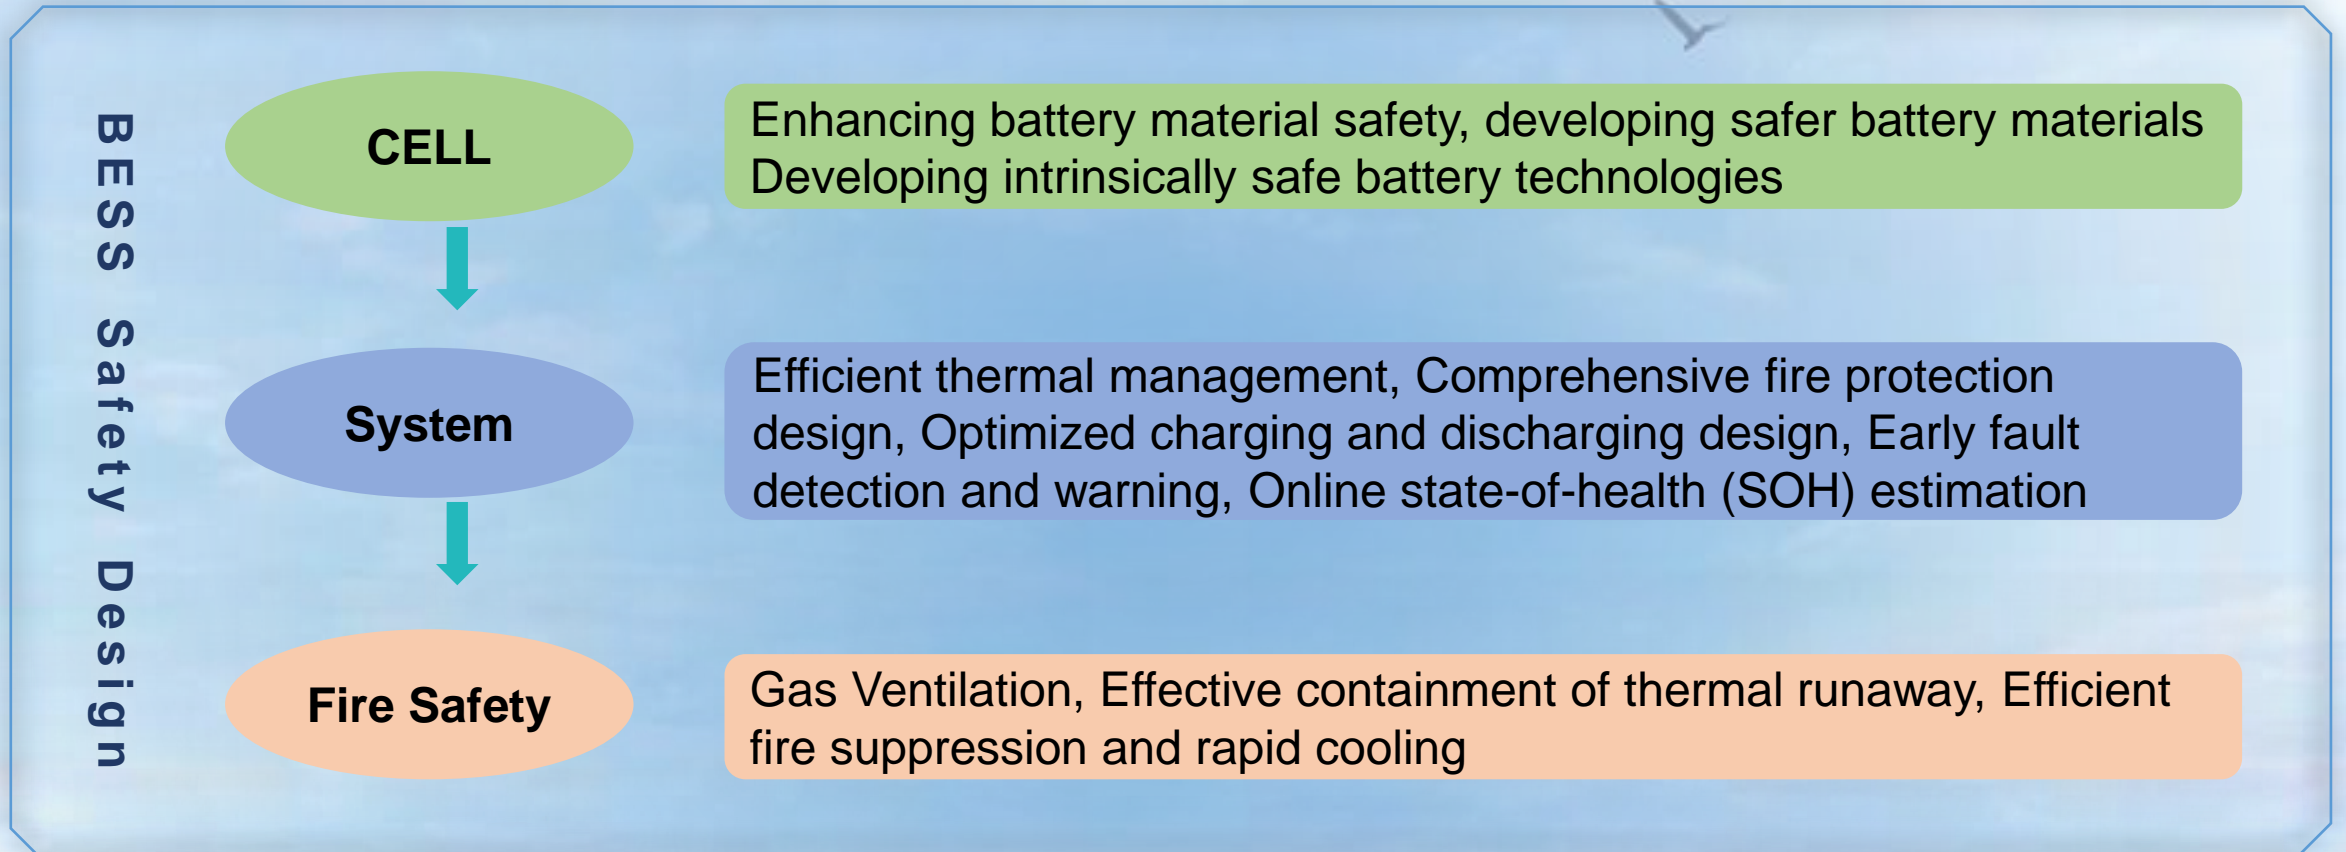 BESS Safety Design
CELL
Enhancing battery material safety, developing safer battery materials
Developing intrinsically safe battery technologies
System
Efficient thermal management, Comprehensive fire protection
design, Optimized charging and discharging design, Early fault
detection and warning, Online state-of-health (SOH) estimation
Fire Safety
Gas Ventilation, Effective containment of thermal runaway, Efficient
fire suppression and rapid cooling